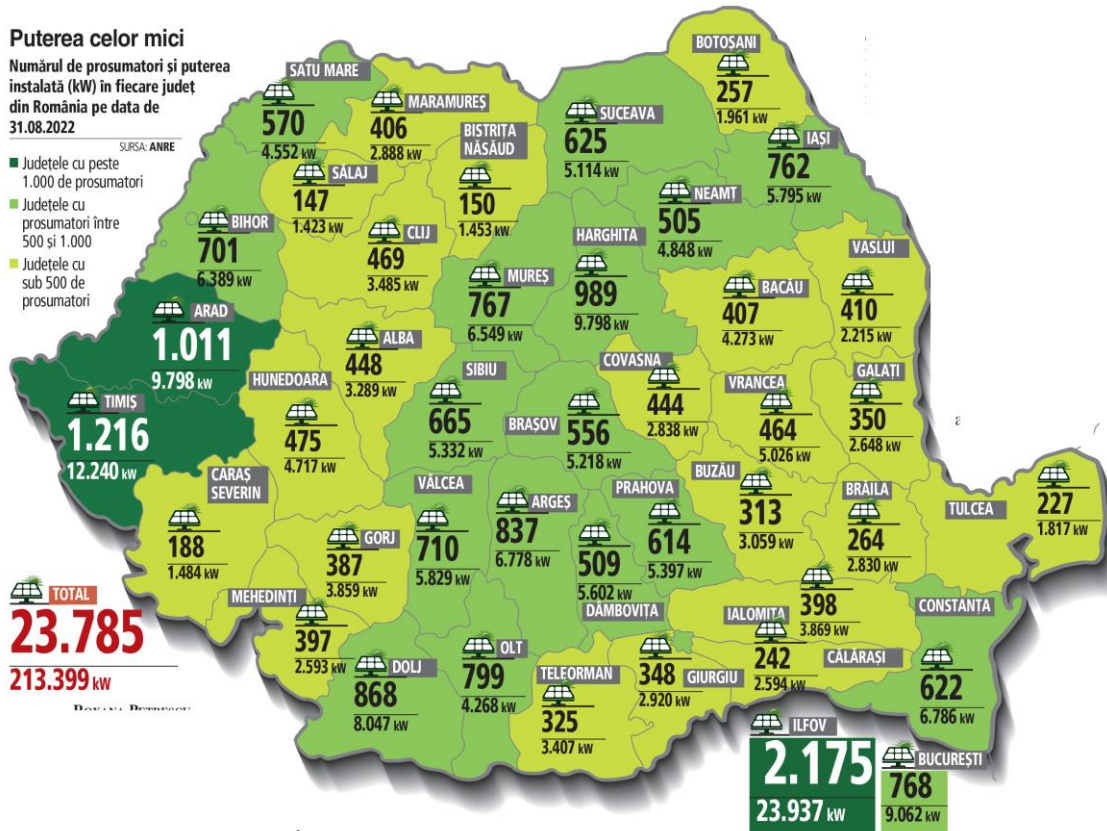 Puterea celor mici
Numărul de prosumatori și puterea
instalată (kW) în fiecare județ
din România pe data de
31.08.2022
SURSA: ANRE
Județele cu peste
1.000 de prosumatori
Județele cu
prosumatori între
500 și 1.000
Județele cu
sub 500 de
prosumatori
BOTOȘANI
257
1.961 kW
SATU MARE
570
4.552 kW
MARAMUREȘ
406
2.888 kW
SUCEAVA
625
5.114 kW
IAȘI
762
5.795 kW
BISTRIȚA
NĂSĂUD
150
1.453 kW
SĂLAJ
147
1.423 kW
NEAMȚ
505
4.848 kW
BIHOR
701
6.389 kW
CLIJ
469
3.485 kW
HARGHITA
989
9.798 kW
VASLUI
410
2.215 kW
MUREȘ
767
6.549 kW
BACĂU
407
4.273 kW
ARAD
1.011
9.798 kW
ALBA
448
3.289 kW
TIMIȘ
1.216
12.240 kW
HUNEDOARA
475
4.717 kW
SIBIU
665
5.332 kW
BRAȘOV
556
5.218 kW
COVASNA
444
2.838 kW
VRANCEA
464
5.026 kW
GALAȚI
350
2.648 kW
CARAȘ
SEVERIN
188
1.484 kW
VÂLCEA
710
5.829 kW
ARGEȘ
837
6.778 kW
PRAHOVA
614
5.397 kW
BUZĂU
313
3.059 kW
BRĂILA
264
2.830 kW
TULCEA
227
1.817 kW
GORJ
387
3.859 kW
509
5.602 kW
DÂMBOVIȚA
MEHEDINȚI
397
2.593 kW
IALOMIȚA
398
3.869 kW
CONSTANȚA
622
6.786 kW
DOLJ
868
8.047 kW
OLT
799
4.268 kW
TELEORMAN
325
3.407 kW
348
GIURGIU
2.920 kW
242
CĂLĂRAȘI
2.594 kW
TOTAL
23.785
213.399 kW
ILFOV
2.175
23.937 kW
BUCUREȘTI
768
9.062 kW